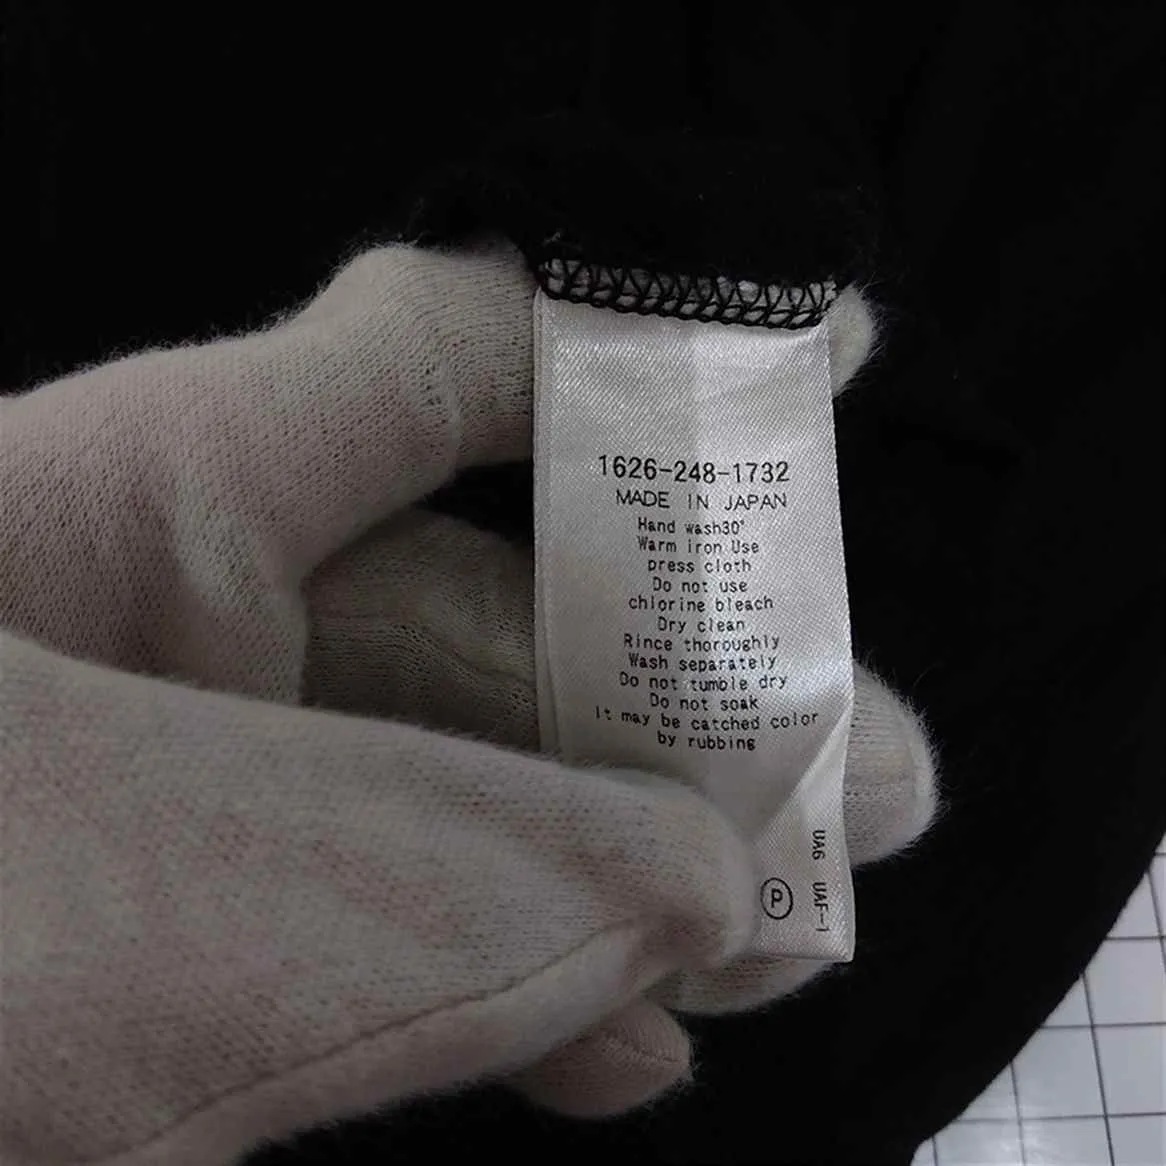 1626-248-1732
MADE IN JAPAN
Hand wash30°
Warm iron Use
press cloth
Do not use
chlorine bleach
Dry clean
Rince thoroughly
Wash separately
Do not tumble dry
Do not soak
It may be catched color
by rubbing
UA6 UAF-1
P